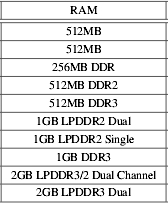 RAM
512MB
512MB
256MB DDR
512MB DDR2
512MB DDR3
1GB LPDDR2 Dual
1GB LPDDR2 Single
1GB DDR3
2GB LPDDR3/2 Dual Channel
2GB LPDDR3 Dual